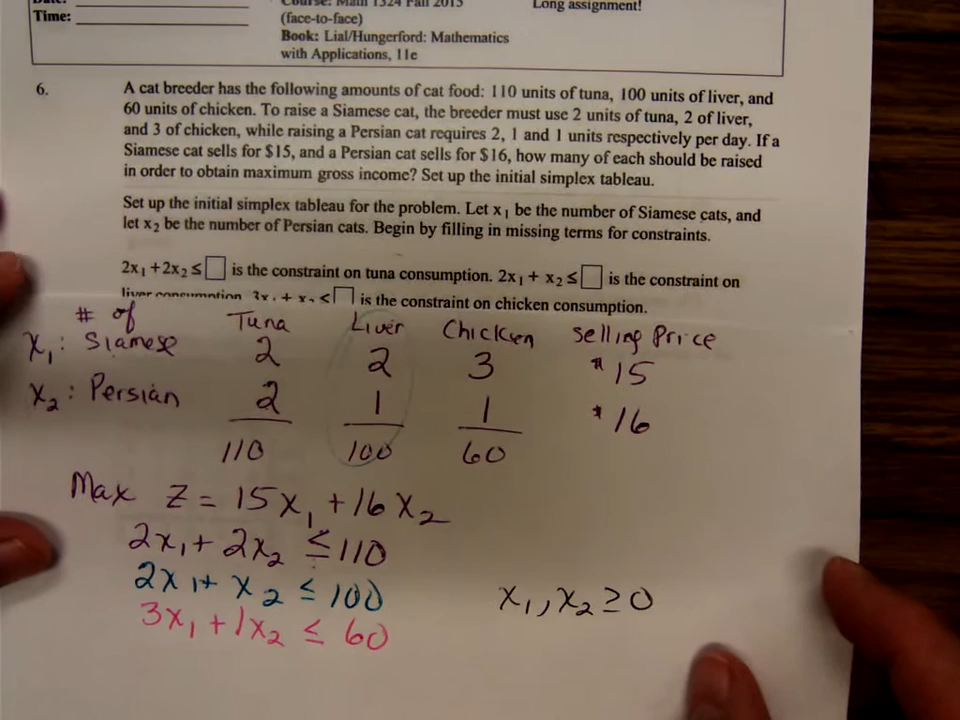 Time:
Course: Math 1324 Fall 2015
(face-to-face)
Book: Lial/Hungerford: Mathematics
with Applications, 11e
Long assignment!
6. A cat breeder has the following amounts of cat food: 110 units of tuna, 100 units of liver, and
60 units of chicken. To raise a Siamese cat, the breeder must use 2 units of tuna, 2 of liver,
and 3 of chicken, while raising a Persian cat requires 2, 1 and 1 units respectively per day. If a
Siamese cat sells for $15, and a Persian cat sells for $16, how many of each should be raised
in order to obtain maximum gross income? Set up the initial simplex tableau.
Set up the initial simplex tableau for the problem. Let x₁ be the number of Siamese cats, and
let x₂ be the number of Persian cats. Begin by filling in missing terms for constraints.
2x₁ + 2x₂ ≤ □ is the constraint on tuna consumption. 2x₁ + x₂ ≤ □ is the constraint on
liver consumption. 3x₁ + x₂ ≤ □ is the constraint on chicken consumption.
# of Tuna Liver Chicken Selling Price
x₁: Siamese 2 2 3 $15
x₂: Persian 2 1 1 $16
110 100 60
Max z = 15x₁ + 16x₂
2x₁ + 2x₂ ≤ 110
2x₁ + x₂ ≤ 100 x₁, x₂ ≥ 0
3x₁ + 1x₂ ≤ 60